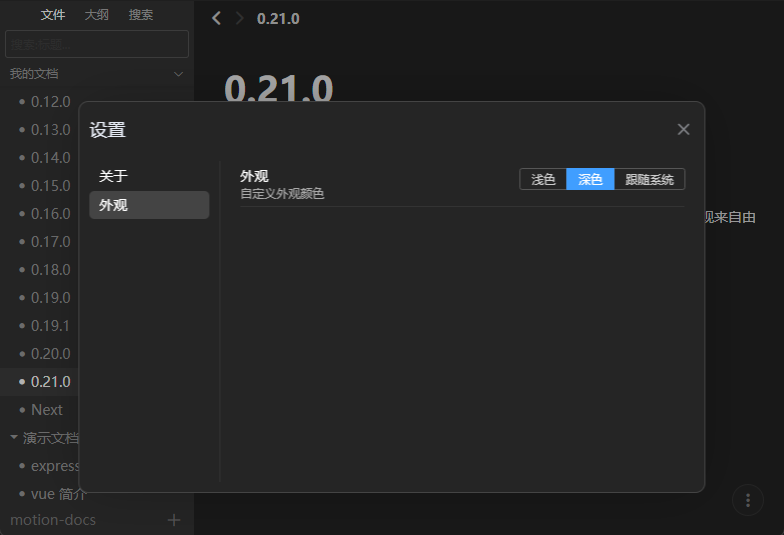 文件 大纲 搜索
搜索标题...
我的文档
0.12.0
0.13.0
0.14.0
0.15.0
0.16.0
0.17.0
0.18.0
0.19.0
0.19.1
0.20.0
0.21.0
Next
演示文档
express
vue 简介
motion-docs
0.21.0
0.21.0
现来自由
设置
关于
外观
外观
自定义外观颜色
浅色 深色 跟随系统